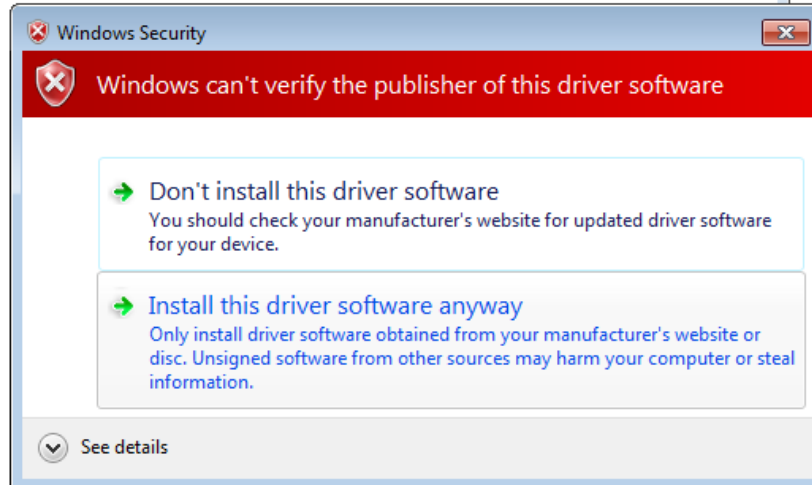 Windows Security
Windows can't verify the publisher of this driver software
Don't install this driver software
You should check your manufacturer's website for updated driver software
for your device.
Install this driver software anyway
Only install driver software obtained from your manufacturer's website or
disc. Unsigned software from other sources may harm your computer or steal
information.
See details